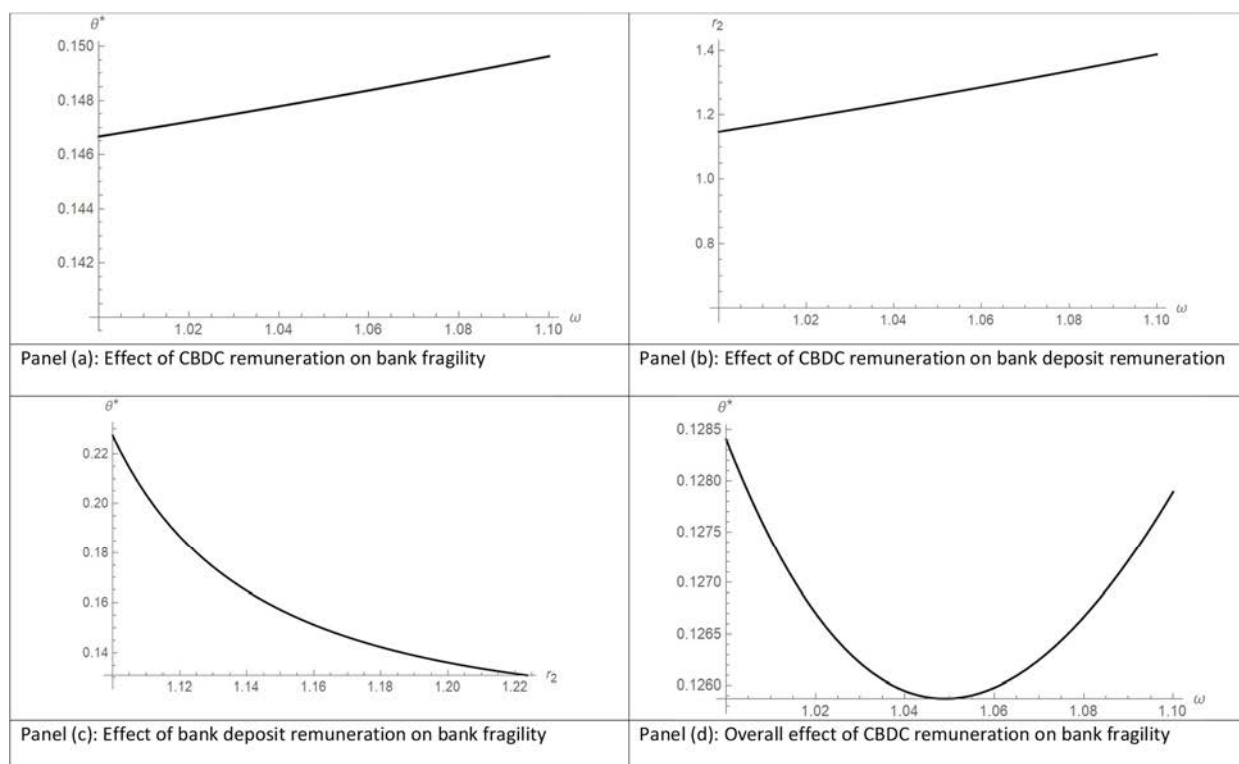 θ*
0.150
0.148
0.146
0.144
0.142
1.02 1.04 1.06 1.08 1.10 ω
Panel (a): Effect of CBDC remuneration on bank fragility
r2
1.4
1.2
1.0
0.8
1.02 1.04 1.06 1.08 1.10 ω
Panel (b): Effect of CBDC remuneration on bank deposit remuneration
θ*
0.22
0.20
0.18
0.16
0.14
1.12 1.14 1.16 1.18 1.20 1.22 r2
Panel (c): Effect of bank deposit remuneration on bank fragility
θ*
0.1285
0.1280
0.1275
0.1270
0.1265
0.1260
1.02 1.04 1.06 1.08 1.10 ω
Panel (d): Overall effect of CBDC remuneration on bank fragility